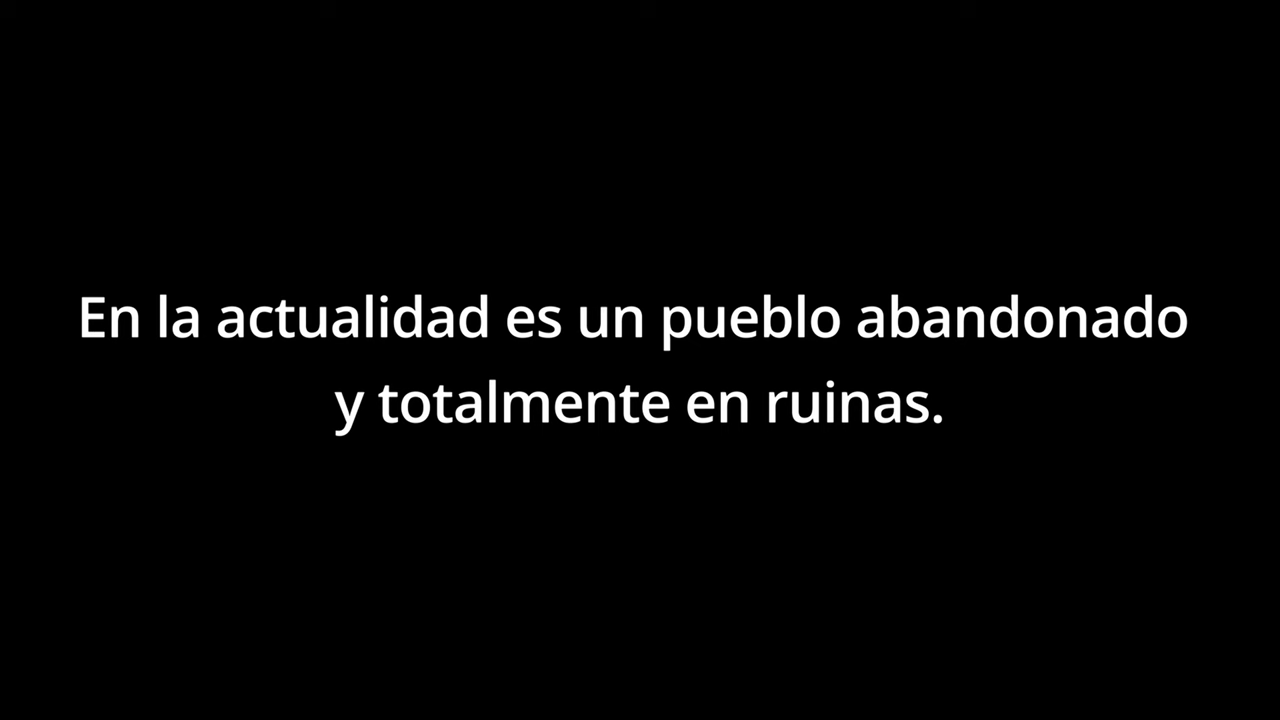 En la actualidad es un pueblo abandonado
y totalmente en ruinas.